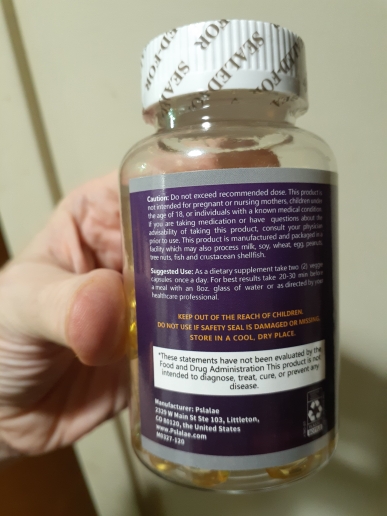 SEALED-FOR
SEALED-FOR
Caution: Do not exceed recommended dose. This product is
not intended for pregnant or nursing mothers, children under
the age of 18, or individuals with a known medical condition.
If you are taking medication or have questions about the
advisability of taking this product, consult your physician
prior to use. This product is manufactured and packaged in a
facility which may also process milk, soy, wheat, egg, peanuts,
tree nuts, fish and crustacean shellfish.
Suggested Use: As a dietary supplement take two (2) veggie
capsules once a day. For best results take 20-30 min before
a meal with an 8oz. glass of water or as directed by your
healthcare professional.
KEEP OUT OF THE REACH OF CHILDREN.
DO NOT USE IF SAFETY SEAL IS DAMAGED OR MISSING.
STORE IN A COOL, DRY PLACE.
*These statements have not been evaluated by the
Food and Drug Administration This product is not
intended to diagnose, treat, cure, or prevent any
disease.
Manufacturer: Pslalae
2329 W Main St Ste 103, Littleton,
CO 80120, the United States
www.Pslalae.com